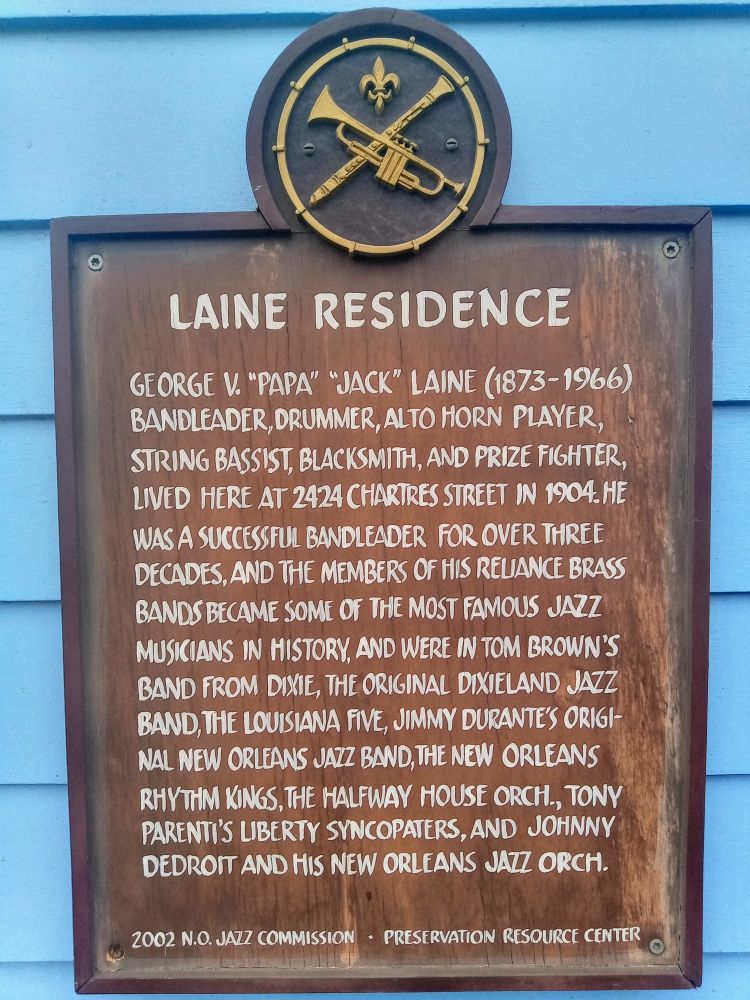 LAINE RESIDENCE
GEORGE V. "PAPA" "JACK" LAINE (1873-1966)
BANDLEADER, DRUMMER, ALTO HORN PLAYER,
STRING BASSIST, BLACKSMITH, AND PRIZE FIGHTER,
LIVED HERE AT 2424 CHARTRES STREET IN 1904. HE
WAS A SUCCESSFUL BANDLEADER FOR OVER THREE
DECADES, AND THE MEMBERS OF HIS RELIANCE BRASS
BANDS BECAME SOME OF THE MOST FAMOUS JAZZ
MUSICIANS IN HISTORY, AND WERE IN TOM BROWN'S
BAND FROM DIXIE, THE ORIGINAL DIXIELAND JAZZ
BAND, THE LOUISIANA FIVE, JIMMY DURANTE'S ORIGI-
NAL NEW ORLEANS JAZZ BAND, THE NEW ORLEANS
RHYTHM KINGS, THE HALFWAY HOUSE ORCH., TONY
PARENTI'S LIBERTY SYNCOPATERS, AND JOHNNY
DEDROIT AND HIS NEW ORLEANS JAZZ ORCH.
2002 N.O. JAZZ COMMISSION · PRESERVATION RESOURCE CENTER